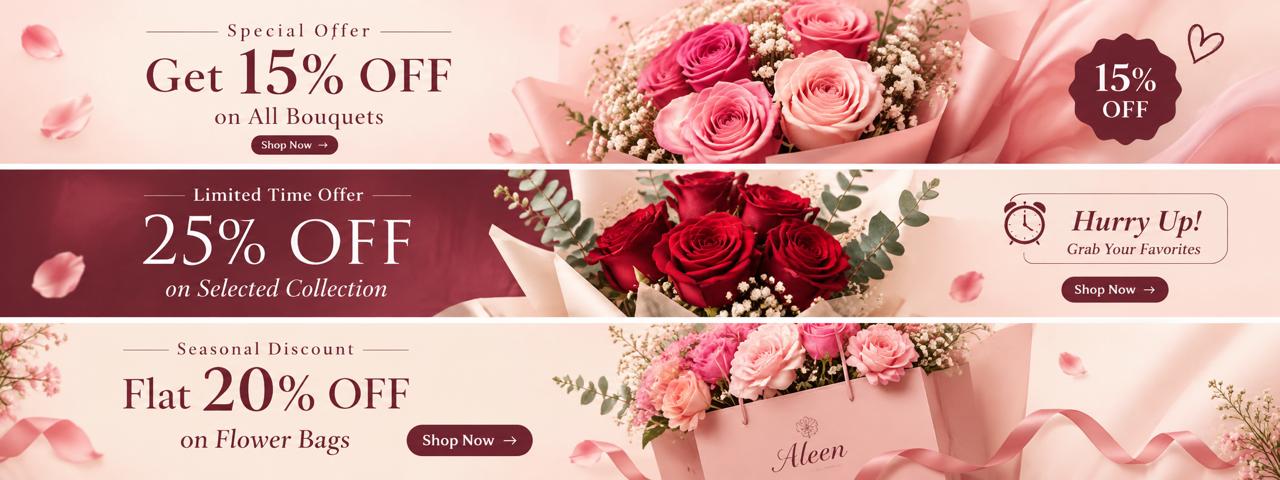 Special Offer
Get 15% OFF
on All Bouquets
Shop Now →
15%
OFF
Limited Time Offer
25% OFF
on Selected Collection
Hurry Up!
Grab Your Favorites
Shop Now →
Seasonal Discount
Flat 20% OFF
on Flower Bags
Shop Now →
Aleen